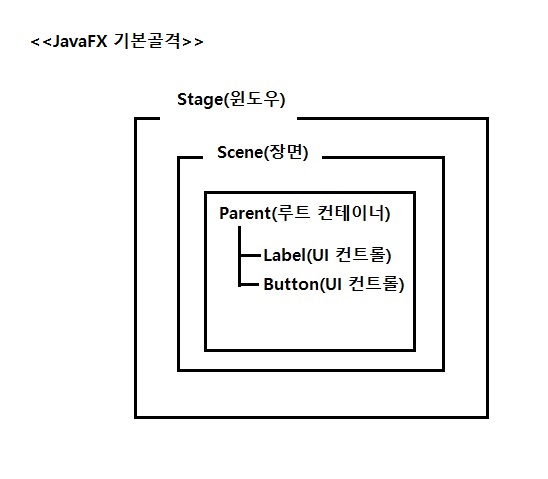 <<JavaFX 기본골격>>
Stage(윈도우)
Scene(장면)
Parent(루트 컨테이너)
Label(UI 컨트롤)
Button(UI 컨트롤)